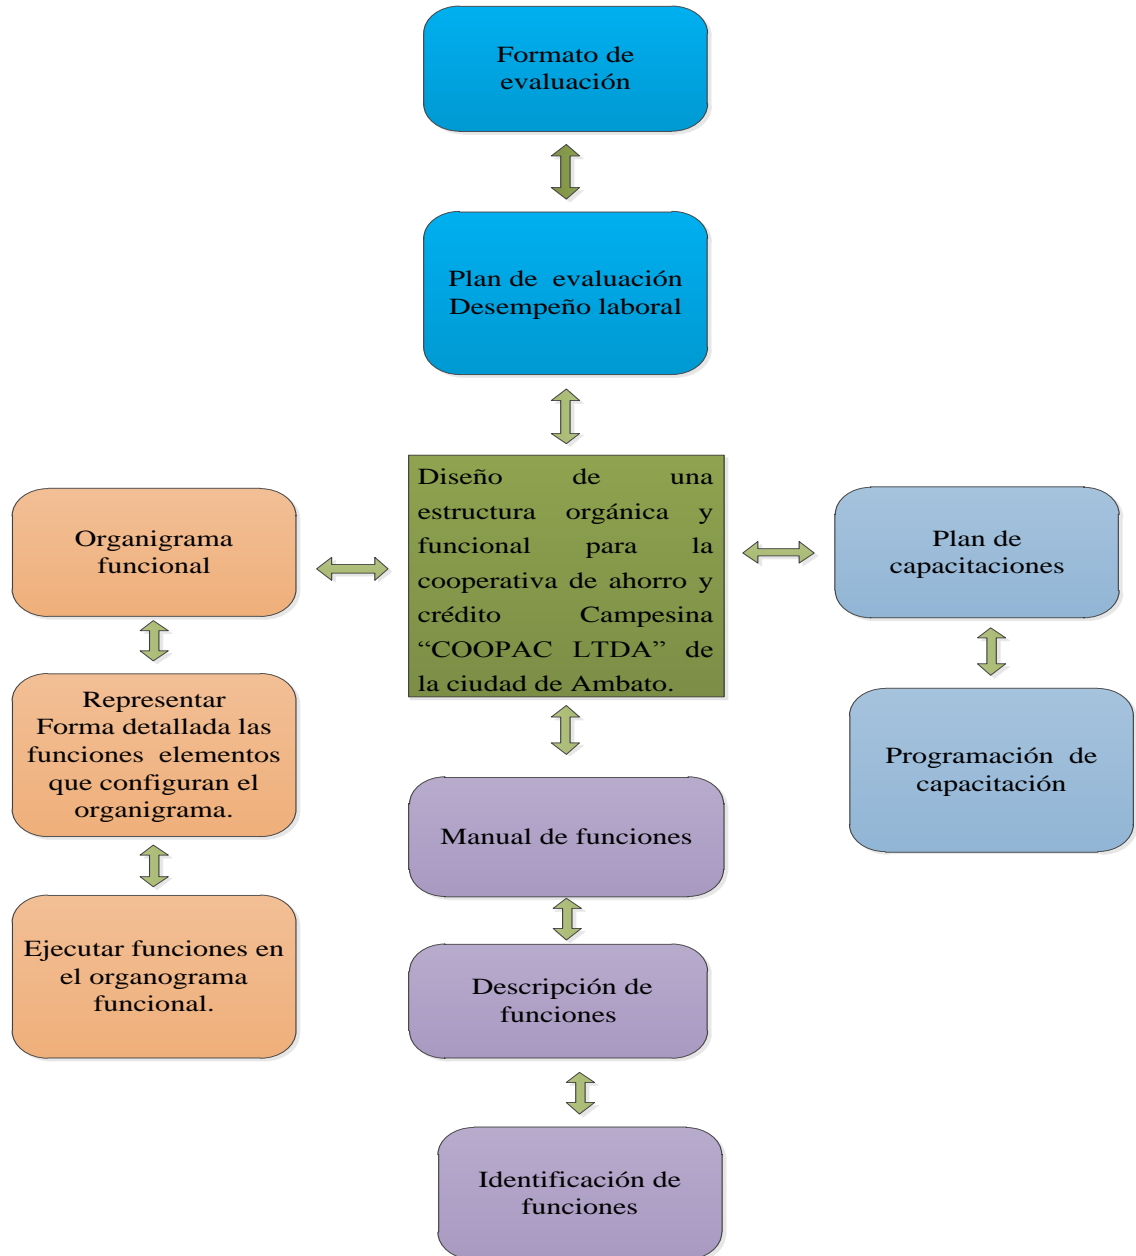 Formato de
evaluación
Plan de evaluación
Desempeño laboral
Diseño de una
estructura orgánica y
funcional para la
cooperativa de ahorro y
crédito Campesina
“COOPAC LTDA” de
la ciudad de Ambato.
Organigrama
funcional
Representar
Forma detallada las
funciones elementos
que configuran el
organigrama.
Ejecutar funciones en
el organograma
funcional.
Plan de
capacitaciones
Programación de
capacitación
Manual de funciones
Descripción de
funciones
Identificación de
funciones